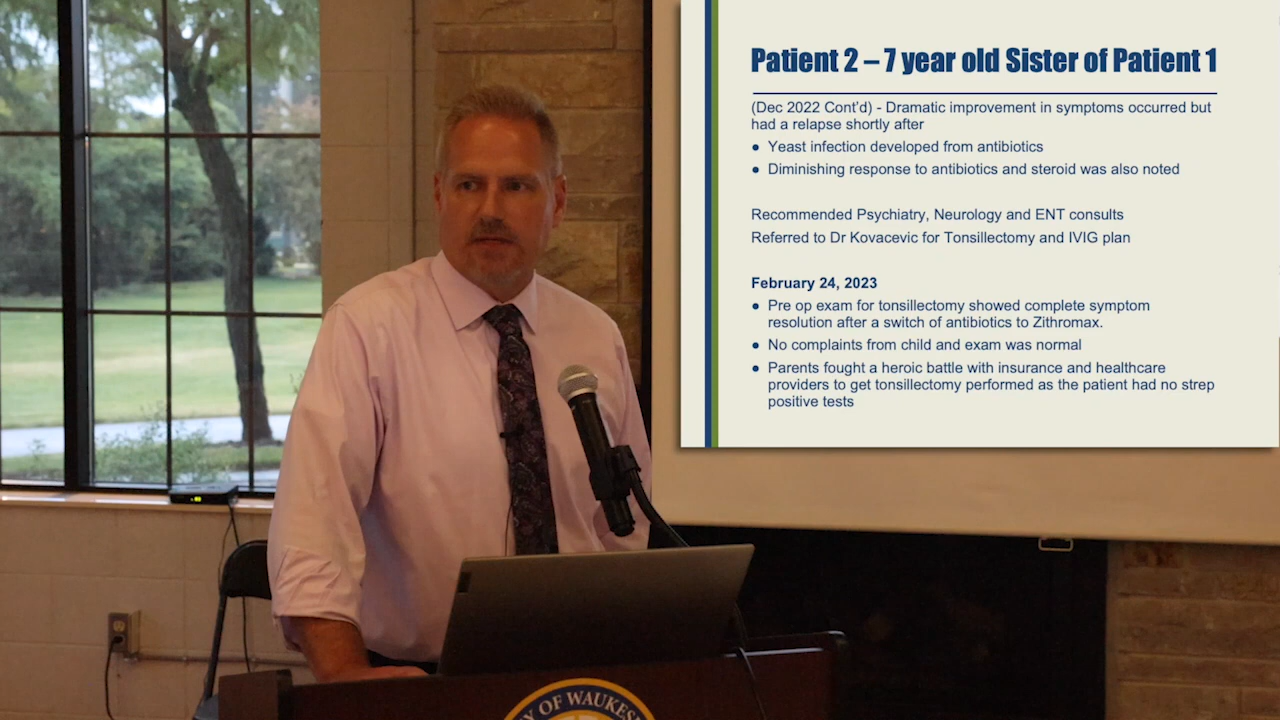 Patient 2 – 7 year old Sister of Patient 1
(Dec 2022 Cont'd) - Dramatic improvement in symptoms occurred but
had a relapse shortly after
● Yeast infection developed from antibiotics
● Diminishing response to antibiotics and steroid was also noted
Recommended Psychiatry, Neurology and ENT consults
Referred to Dr Kovacevic for Tonsillectomy and IVIG plan
February 24, 2023
● Pre op exam for tonsillectomy showed complete symptom
resolution after a switch of antibiotics to Zithromax.
● No complaints from child and exam was normal
● Parents fought a heroic battle with insurance and healthcare
providers to get tonsillectomy performed as the patient had no strep
positive tests
Y OF WAUKES